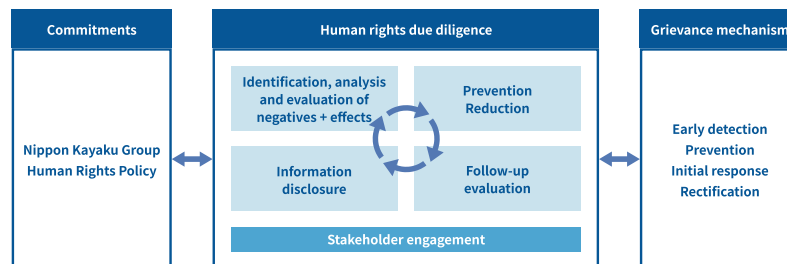 Commitments
Nippon Kayaku Group
Human Rights Policy
Human rights due diligence
Identification, analysis
and evaluation of
negatives + effects
Prevention
Reduction
Information
disclosure
Follow-up
evaluation
Stakeholder engagement
Grievance mechanism
Early detection
Prevention
Initial response
Rectification